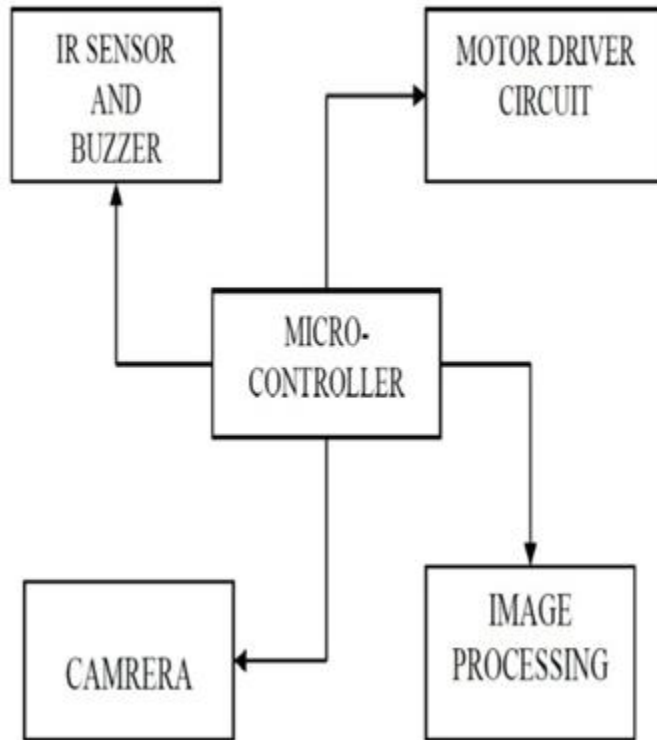 IR SENSOR
AND
BUZZER
MOTOR DRIVER
CIRCUIT
MICRO-
CONTROLLER
CAMRERA
IMAGE
PROCESSING